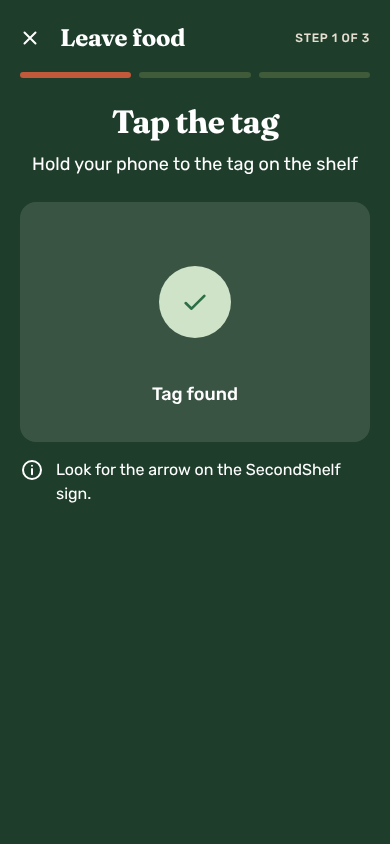 Leave food
STEP 1 OF 3
Tap the tag
Hold your phone to the tag on the shelf
Tag found
Look for the arrow on the SecondShelf
sign.